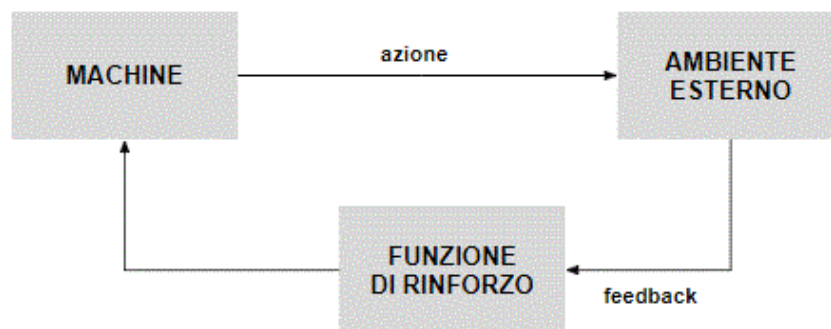 MACHINE
azione
AMBIENTE
ESTERNO
FUNZIONE
DI RINFORZO
feedback